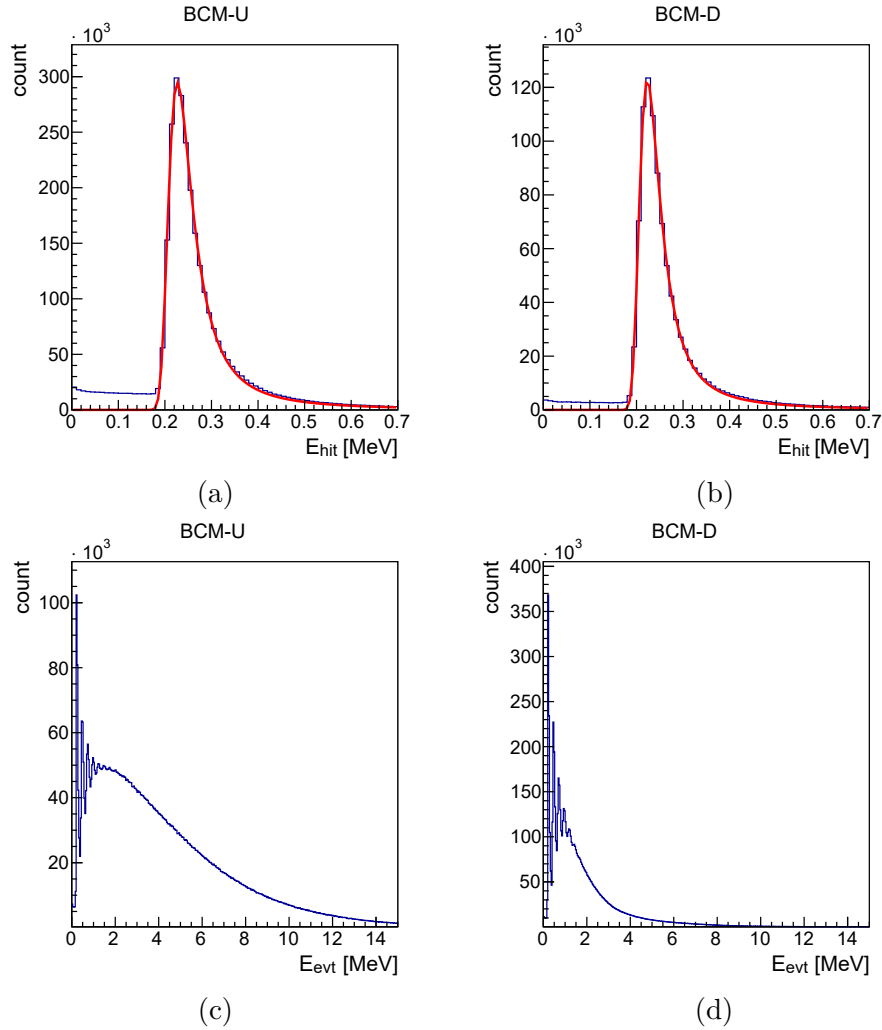 BCM-U
· 10³
count
300
250
200
150
100
50
0
0 0.1 0.2 0.3 0.4 0.5 0.6 0.7
E_hit [MeV]
(a)
BCM-D
· 10³
count
120
100
80
60
40
20
0
0 0.1 0.2 0.3 0.4 0.5 0.6 0.7
E_hit [MeV]
(b)
BCM-U
· 10³
count
100
80
60
40
20
0 2 4 6 8 10 12 14
E_evt [MeV]
(c)
BCM-D
· 10³
count
400
350
300
250
200
150
100
50
0 2 4 6 8 10 12 14
E_evt [MeV]
(d)